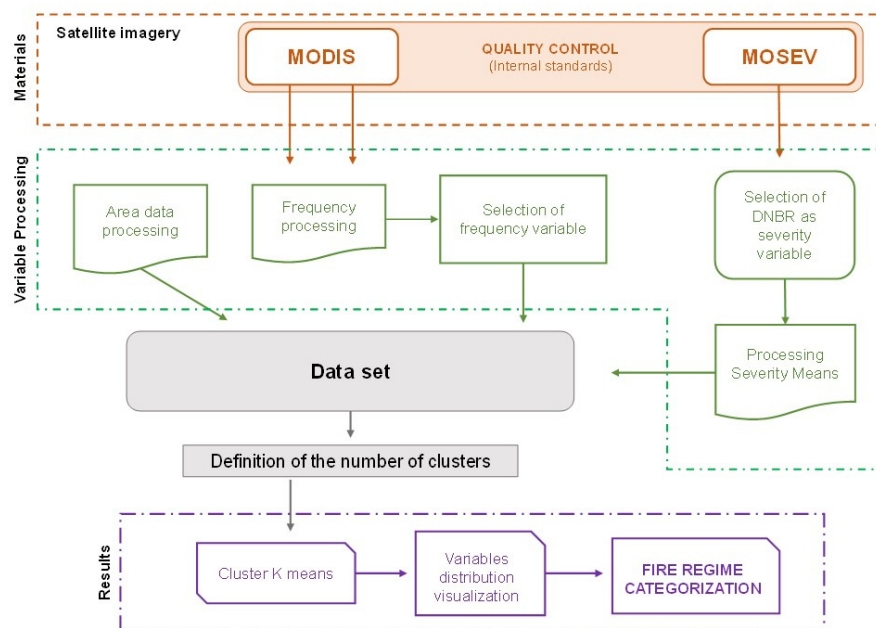 Materials
Satellite imagery
MODIS
QUALITY CONTROL
(Internal standards)
MOSEV
Variable Processing
Area data
processing
Frequency
processing
Selection of
frequency variable
Selection of
DNBR as
severity
variable
Data set
Processing
Severity Means
Definition of the number of clusters
Results
Cluster K means
Variables
distribution
visualization
FIRE REGIME
CATEGORIZATION